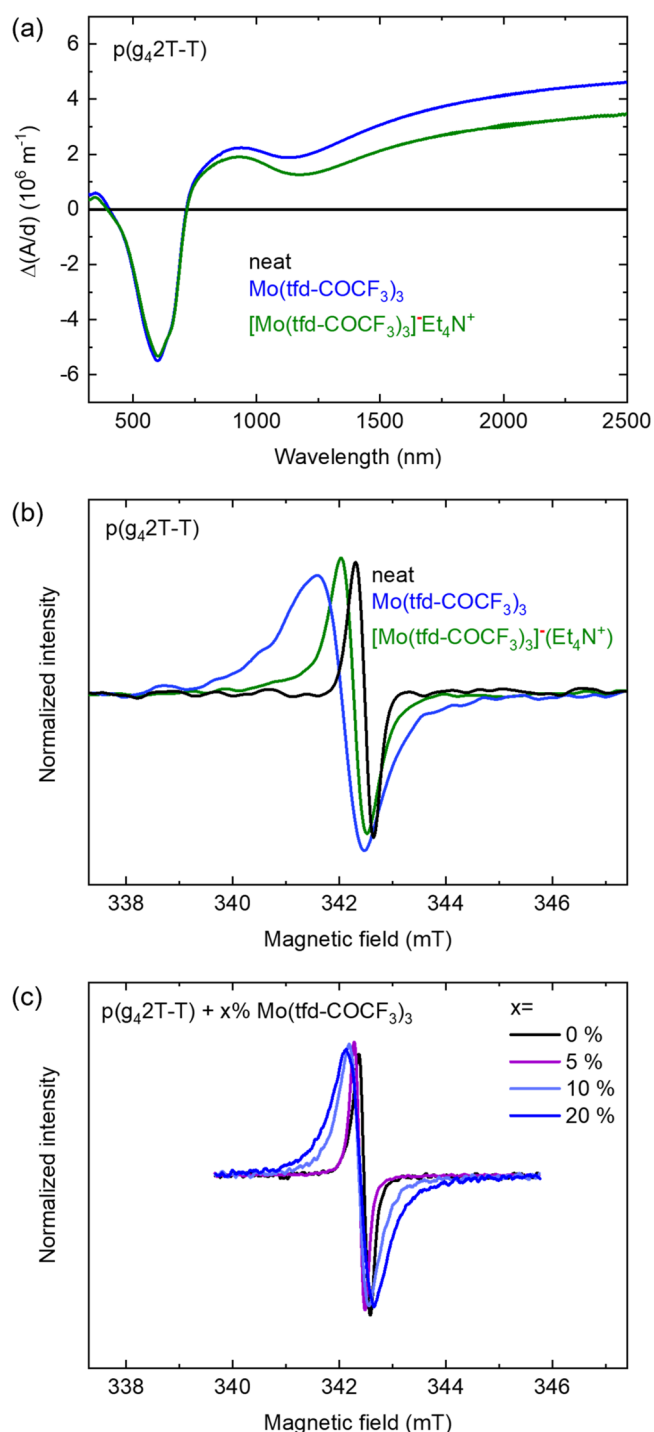 (a)
p(g₄2T-T)
6
4
2
0
-2
-4
-6
Δ(A/d) (10⁶ m⁻¹)
neat
Mo(tfd-COCF₃)₃
[Mo(tfd-COCF₃)₃]⁻Et₄N⁺
500 1000 1500 2000 2500
Wavelength (nm)
(b)
p(g₄2T-T)
neat
Mo(tfd-COCF₃)₃
[Mo(tfd-COCF₃)₃]⁻(Et₄N⁺)
Normalized intensity
338 340 342 344 346
Magnetic field (mT)
(c)
p(g₄2T-T) + x% Mo(tfd-COCF₃)₃
x=
0 %
5 %
10 %
20 %
Normalized intensity
338 340 342 344 346
Magnetic field (mT)